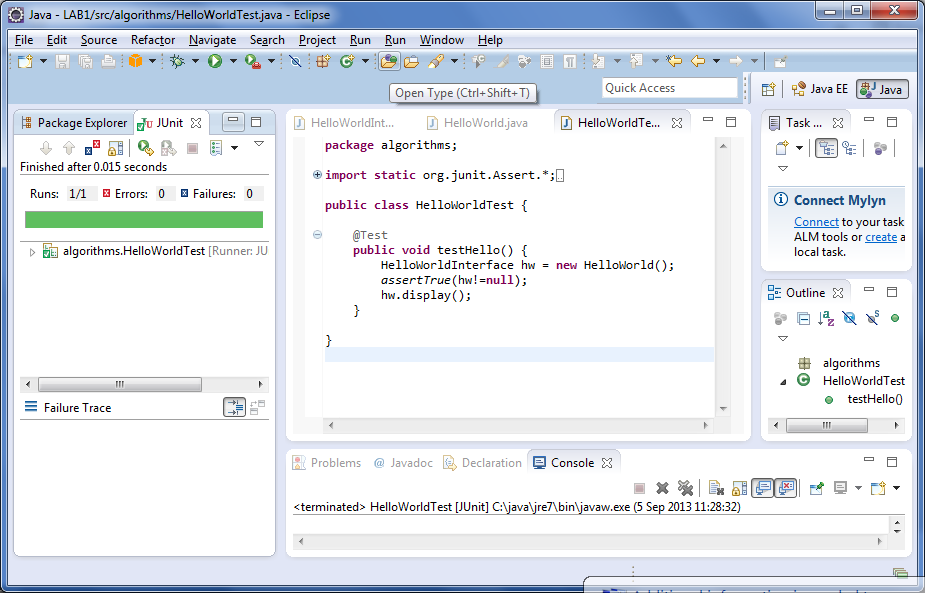 Java - LAB1/src/algorithms/HelloWorldTest.java - Eclipse
File Edit Source Refactor Navigate Search Project Run Run Window Help
Open Type (Ctrl+Shift+T)
Quick Access
Java EE
Java
Package Explorer
JUnit
Finished after 0.015 seconds
Runs: 1/1 Errors: 0 Failures: 0
algorithms.HelloWorldTest [Runner: JU
Failure Trace
HelloWorldInt...
HelloWorld.java
HelloWorldTe...
package algorithms;
import static org.junit.Assert.*;
public class HelloWorldTest {
@Test
public void testHello() {
HelloWorldInterface hw = new HelloWorld();
assertTrue(hw!=null);
hw.display();
}
}
Task ...
Connect Mylyn
Connect to your task
ALM tools or create a
local task.
Outline
algorithms
HelloWorldTest
testHello()
Problems
@ Javadoc
Declaration
Console
<terminated> HelloWorldTest [JUnit] C:\java\jre7\bin\javaw.exe (5 Sep 2013 11:28:32)